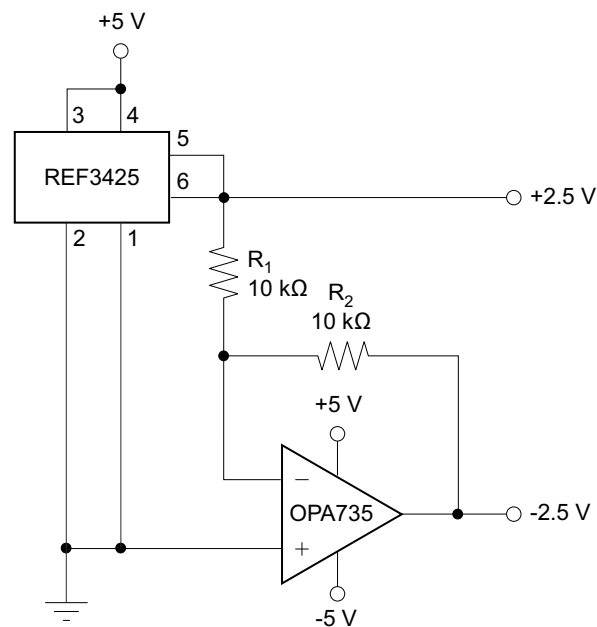 +5 V
3
4
5
REF3425
6
+2.5 V
2
1
R1
10 kΩ
R2
10 kΩ
+5 V
−
OPA735
-2.5 V
+
-5 V